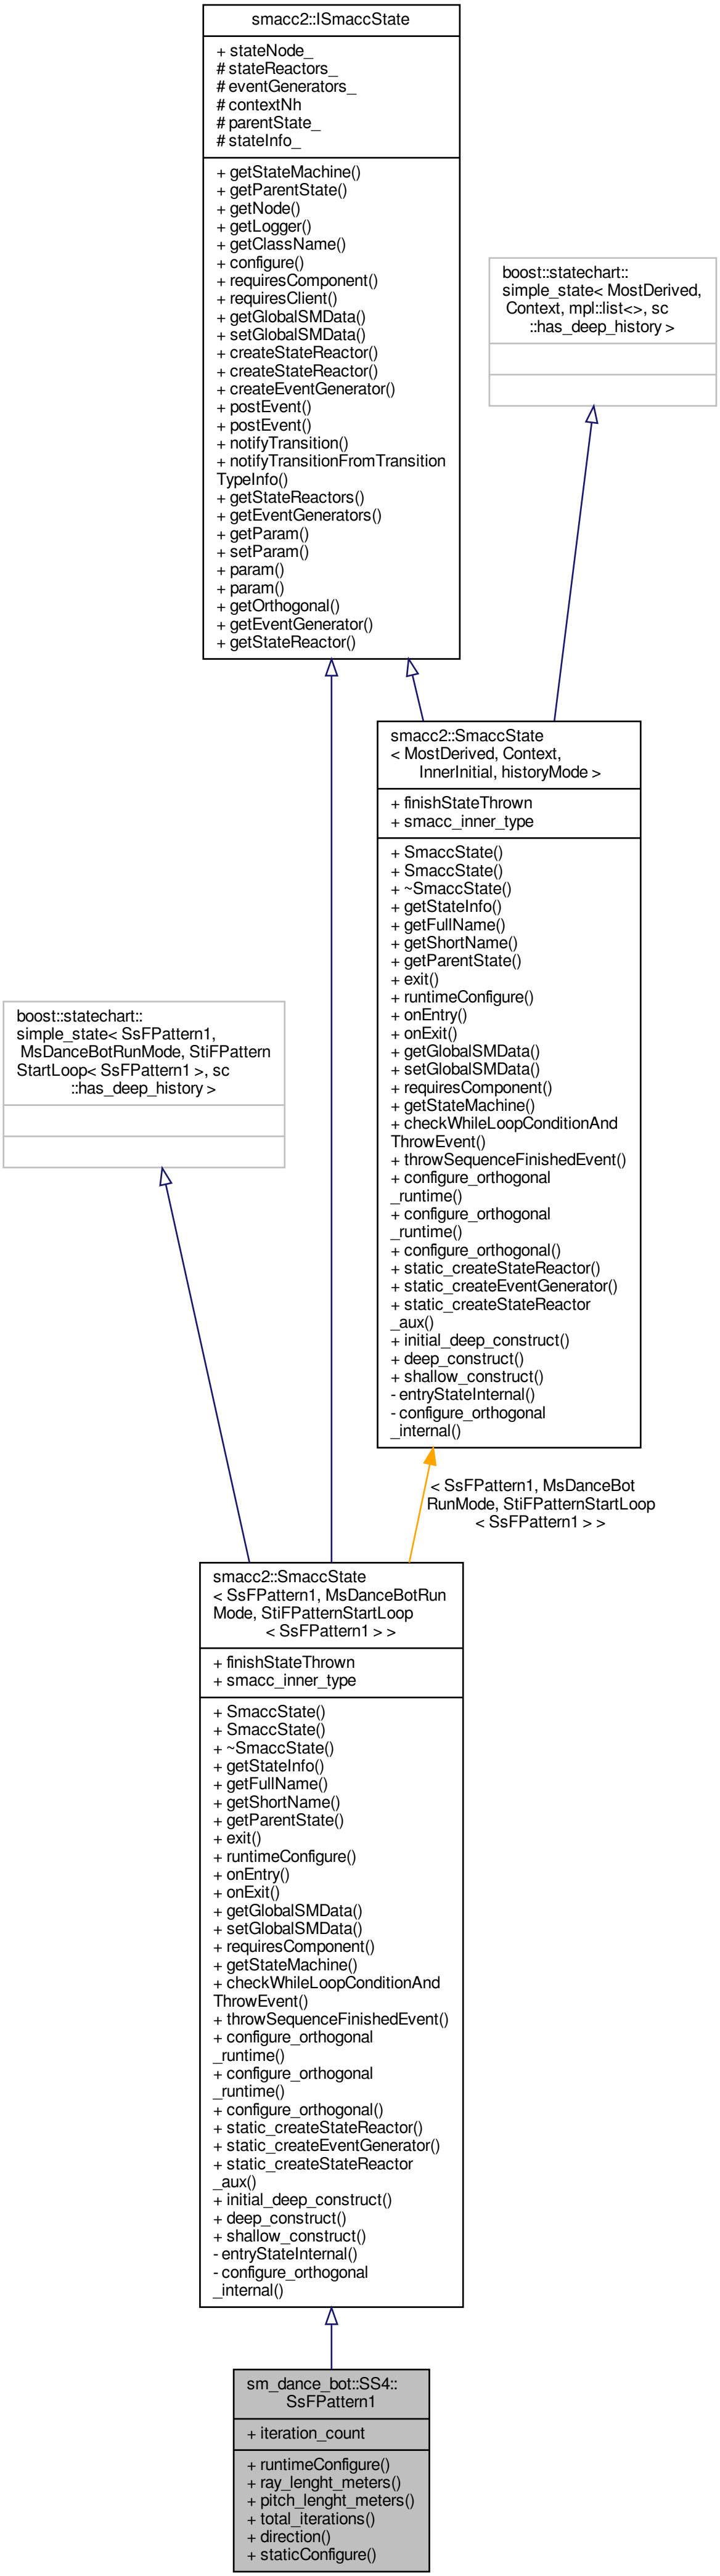 smacc2::ISmaccState
+ stateNode_
# stateReactors_
# eventGenerators_
# contextNh
# parentState_
# stateInfo_
+ getStateMachine()
+ getParentState()
+ getNode()
+ getLogger()
+ getClassName()
+ configure()
+ requiresComponent()
+ requiresClient()
+ getGlobalSMData()
+ setGlobalSMData()
+ createStateReactor()
+ createStateReactor()
+ createEventGenerator()
+ postEvent()
+ postEvent()
+ notifyTransition()
+ notifyTransitionFromTransition
TypeInfo()
+ getStateReactors()
+ getEventGenerators()
+ getParam()
+ setParam()
+ param()
+ param()
+ getOrthogonal()
+ getEventGenerator()
+ getStateReactor()
boost::statechart::
simple_state< MostDerived,
Context, mpl::list<>, sc
::has_deep_history >
smacc2::SmaccState
< MostDerived, Context,
InnerInitial, historyMode >
+ finishStateThrown
+ smacc_inner_type
+ SmaccState()
+ SmaccState()
+ ~SmaccState()
+ getStateInfo()
+ getFullName()
+ getShortName()
+ getParentState()
+ exit()
+ runtimeConfigure()
+ onEntry()
+ onExit()
+ getGlobalSMData()
+ setGlobalSMData()
+ requiresComponent()
+ getStateMachine()
+ checkWhileLoopConditionAnd
ThrowEvent()
+ throwSequenceFinishedEvent()
+ configure_orthogonal
_runtime()
+ configure_orthogonal
_runtime()
+ configure_orthogonal()
+ static_createStateReactor()
+ static_createEventGenerator()
+ static_createStateReactor
_aux()
+ initial_deep_construct()
+ deep_construct()
+ shallow_construct()
- entryStateInternal()
- configure_orthogonal
_internal()
boost::statechart::
simple_state< SsFPattern1,
MsDanceBotRunMode, StiFPattern
StartLoop< SsFPattern1 >, sc
::has_deep_history >
< SsFPattern1, MsDanceBot
RunMode, StiFPatternStartLoop
< SsFPattern1 > >
smacc2::SmaccState
< SsFPattern1, MsDanceBotRun
Mode, StiFPatternStartLoop
< SsFPattern1 > >
+ finishStateThrown
+ smacc_inner_type
+ SmaccState()
+ SmaccState()
+ ~SmaccState()
+ getStateInfo()
+ getFullName()
+ getShortName()
+ getParentState()
+ exit()
+ runtimeConfigure()
+ onEntry()
+ onExit()
+ getGlobalSMData()
+ setGlobalSMData()
+ requiresComponent()
+ getStateMachine()
+ checkWhileLoopConditionAnd
ThrowEvent()
+ throwSequenceFinishedEvent()
+ configure_orthogonal
_runtime()
+ configure_orthogonal
_runtime()
+ configure_orthogonal()
+ static_createStateReactor()
+ static_createEventGenerator()
+ static_createStateReactor
_aux()
+ initial_deep_construct()
+ deep_construct()
+ shallow_construct()
- entryStateInternal()
- configure_orthogonal
_internal()
sm_dance_bot::SS4::
SsFPattern1
+ iteration_count
+ runtimeConfigure()
+ ray_lenght_meters()
+ pitch_lenght_meters()
+ total_iterations()
+ direction()
+ staticConfigure()